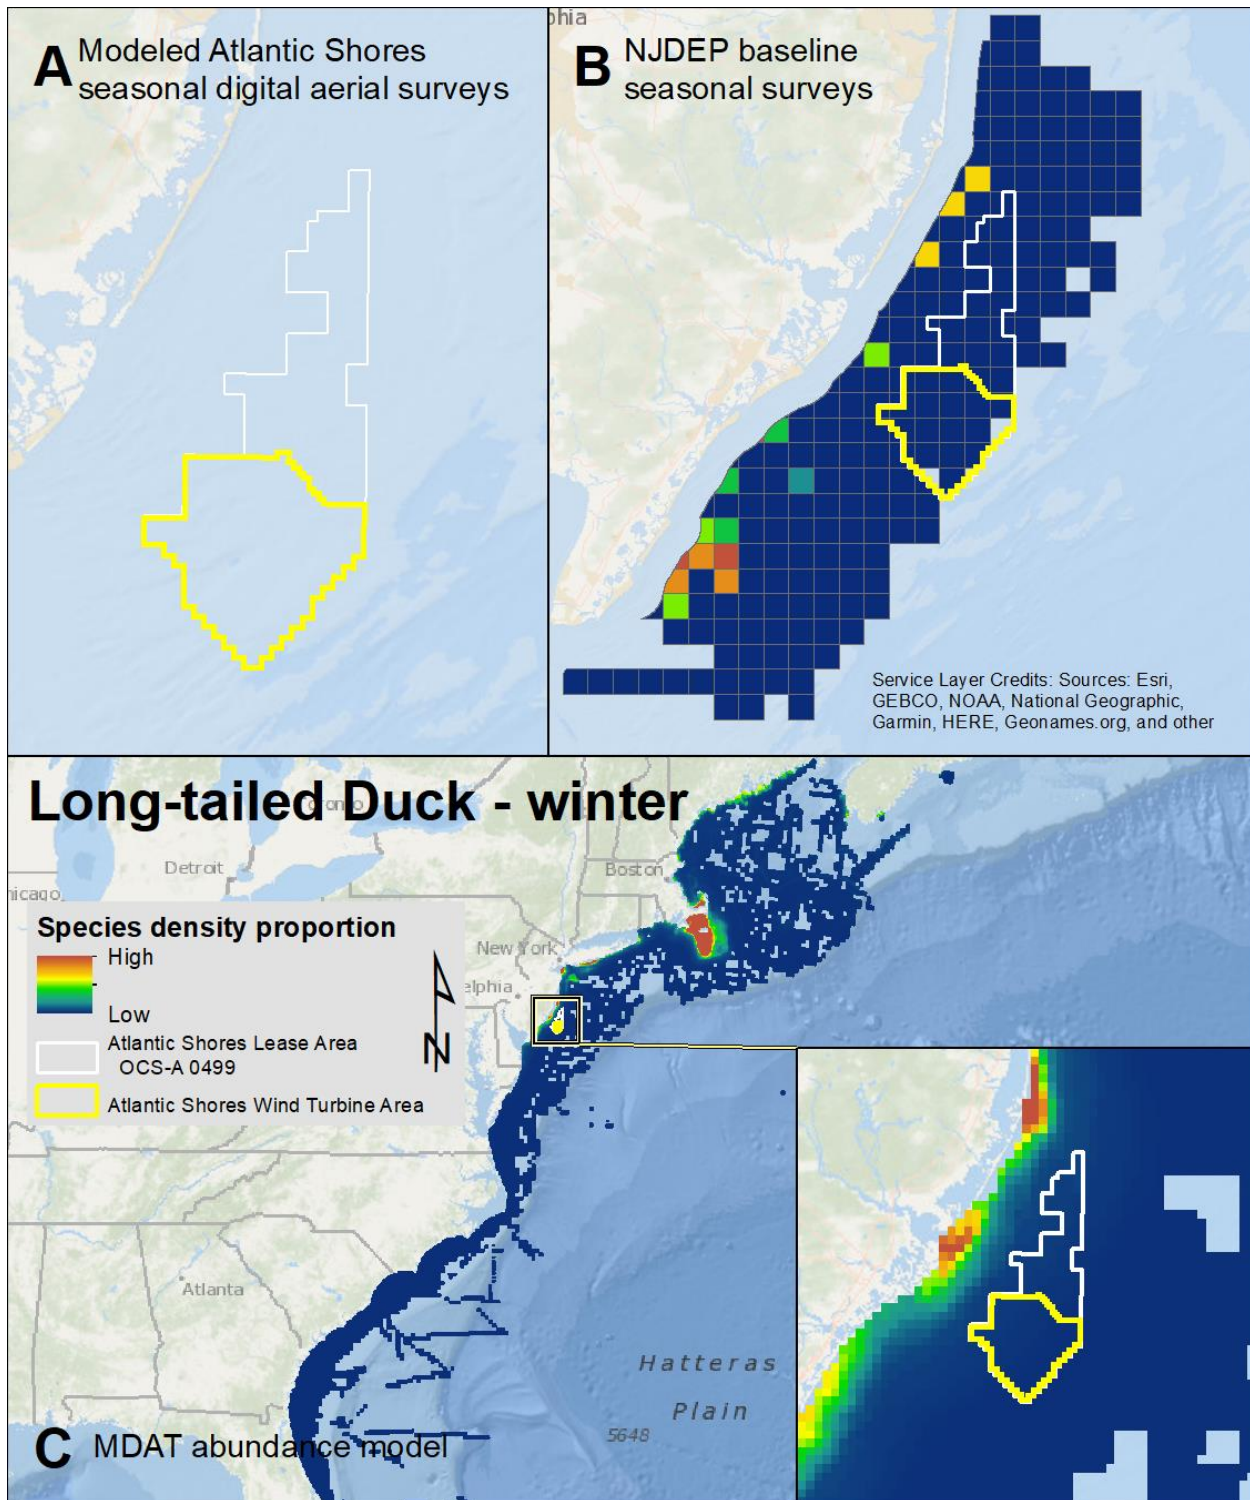 A Modeled Atlantic Shores
seasonal digital aerial surveys
phia
B NJDEP baseline
seasonal surveys
Service Layer Credits: Sources: Esri,
GEBCO, NOAA, National Geographic,
Garmin, HERE, Geonames.org, and other
Long-tailed Duck - winter
Detroit
Boston
hicago
Species density proportion
High
Low
New York
elphia
Atlantic Shores Lease Area
OCS-A 0499
N
Atlantic Shores Wind Turbine Area
Atlanta
Hatteras
Plain
5648
C MDAT abundance model